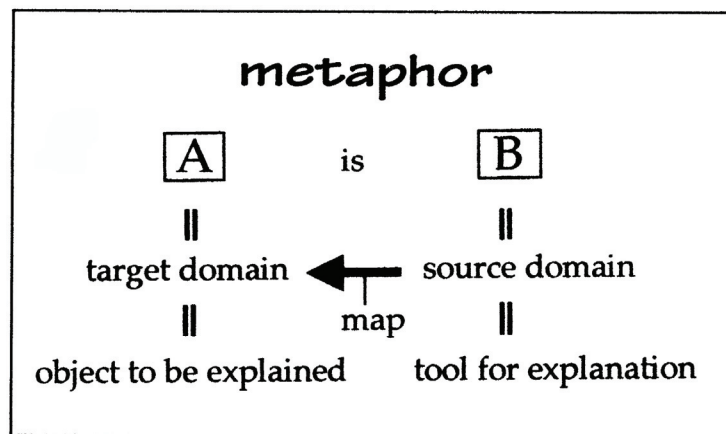 metaphor
A is B
|| ||
target domain source domain
map
|| ||
object to be explained tool for explanation